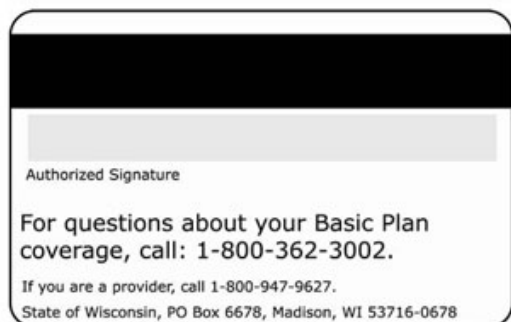 Authorized Signature
For questions about your Basic Plan
coverage, call: 1-800-362-3002.
If you are a provider, call 1-800-947-9627.
State of Wisconsin, PO Box 6678, Madison, WI 53716-0678